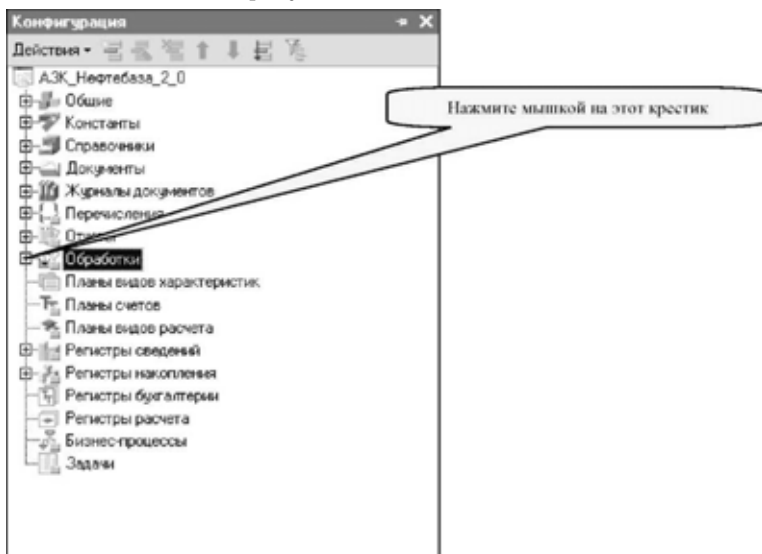 Конфигурация
Действия
АЗК_Нефтебаза_2_0
Общие
Нажмите мышкой на этот крестик
Константы
Справочники
Документы
Журналы документов
Перечисления
Отчеты
Обработки
Планы видов характеристик
Планы счетов
Планы видов расчета
Регистры сведений
Регистры накопления
Регистры бухгалтерии
Регистры расчета
Бизнес-процессы
Задачи